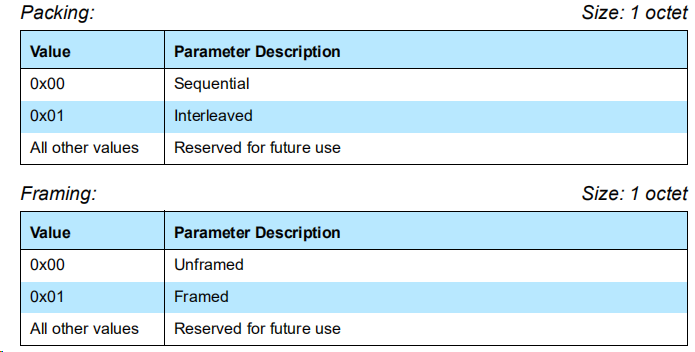 Packing: Size: 1 octet
Value Parameter Description
0x00 Sequential
0x01 Interleaved
All other values Reserved for future use
Framing: Size: 1 octet
Value Parameter Description
0x00 Unframed
0x01 Framed
All other values Reserved for future use